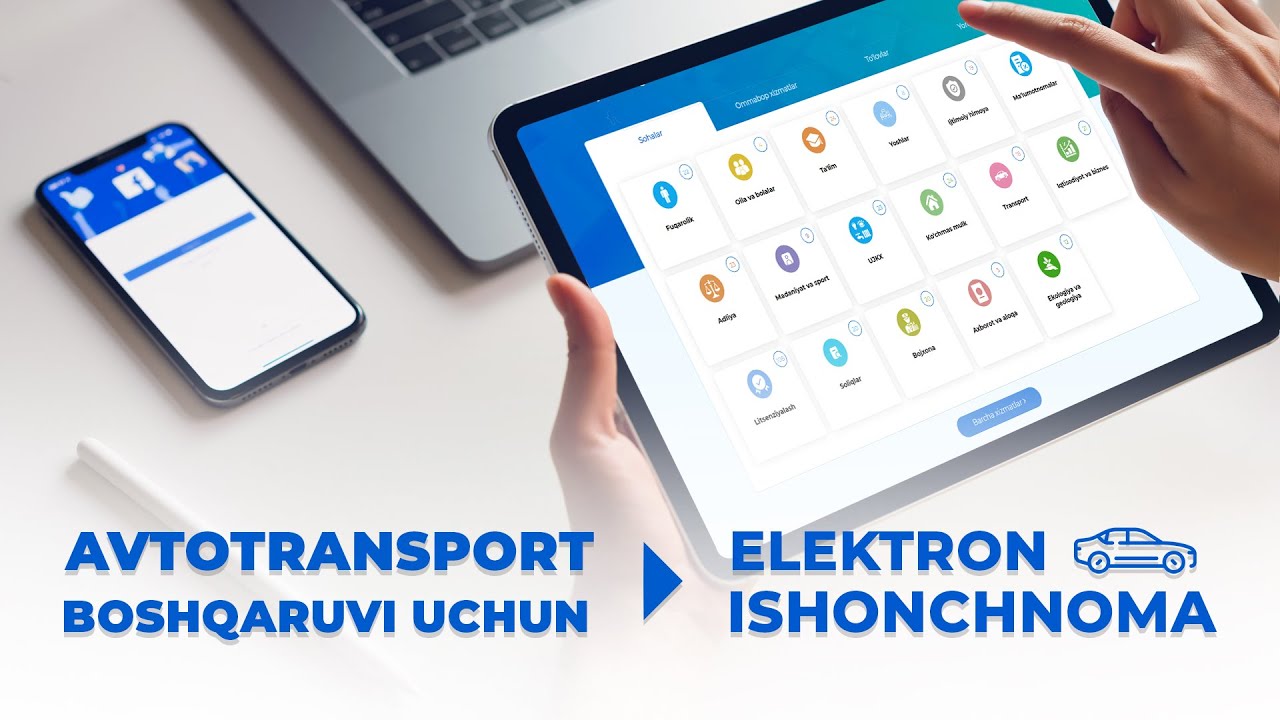 Sohalar
Ommabop xizmatlar
To'lovlar
Fuqarolik
Oila va bolalar
Ta'lim
Yoshlar
Ijtimoiy himoya
Ma'lumotnomalar
Adliya
Madaniyat va sport
UJKX
Ko'chmas mulk
Transport
Iqtisodiyot va biznes
Litsenziyalash
Soliqlar
Bojxona
Axborot va aloqa
Ekologiya va
geologiya
Barcha xizmatlar
AVTOTRANSPORT
BOSHQARUVI UCHUN
ELEKTRON
ISHONCHNOMA